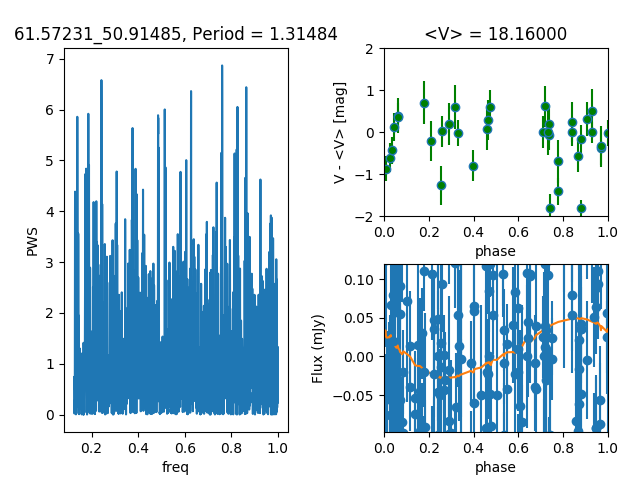 61.57231_50.91485, Period = 1.31484
<V> = 18.16000
7
6
5
4
3
2
1
0
PWS
0.2 0.4 0.6 0.8 1.0
freq
2
1
0
−1
−2
V - <V> [mag]
0.0 0.2 0.4 0.6 0.8 1.0
phase
0.10
0.05
0.00
−0.05
Flux (mJy)
0.0 0.2 0.4 0.6 0.8 1.0
phase